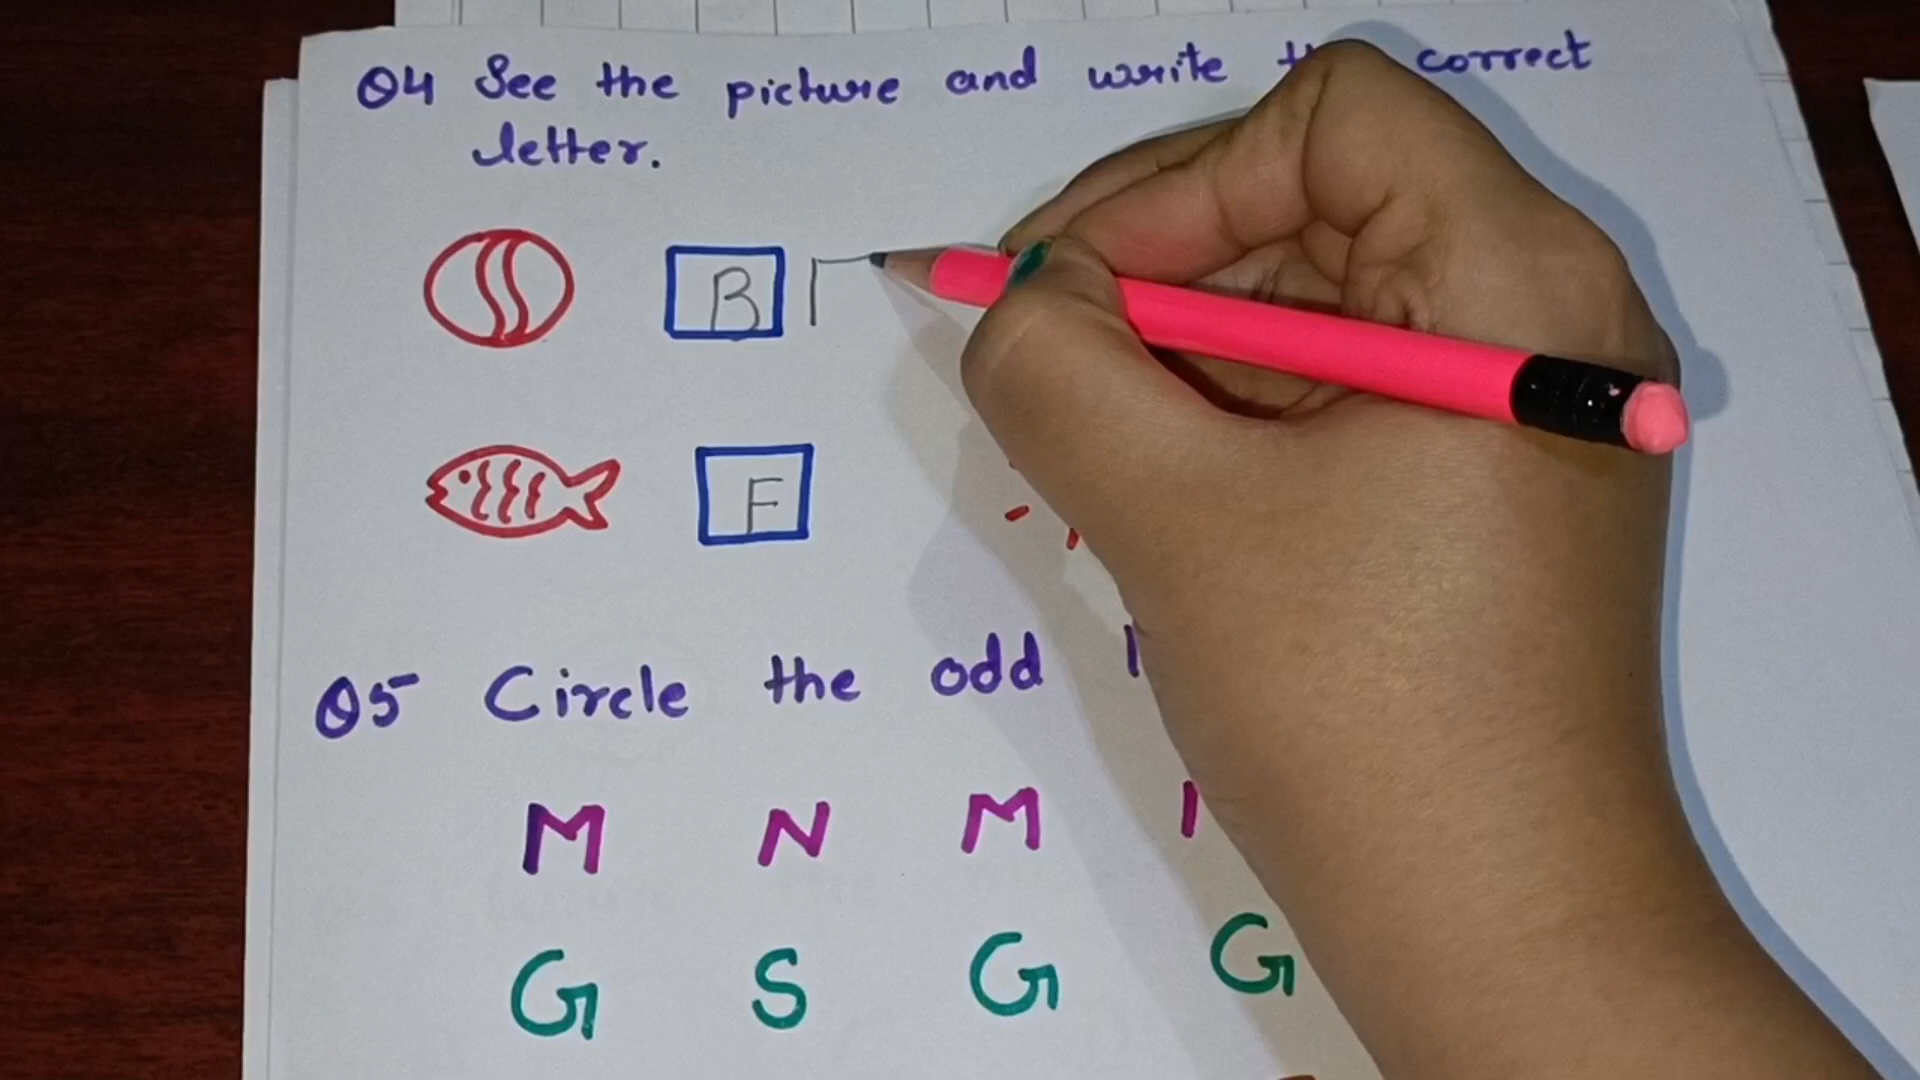 Q4 See the picture and write correct
letter.
B
F
Q5 Circle the odd
M N M
G S G G